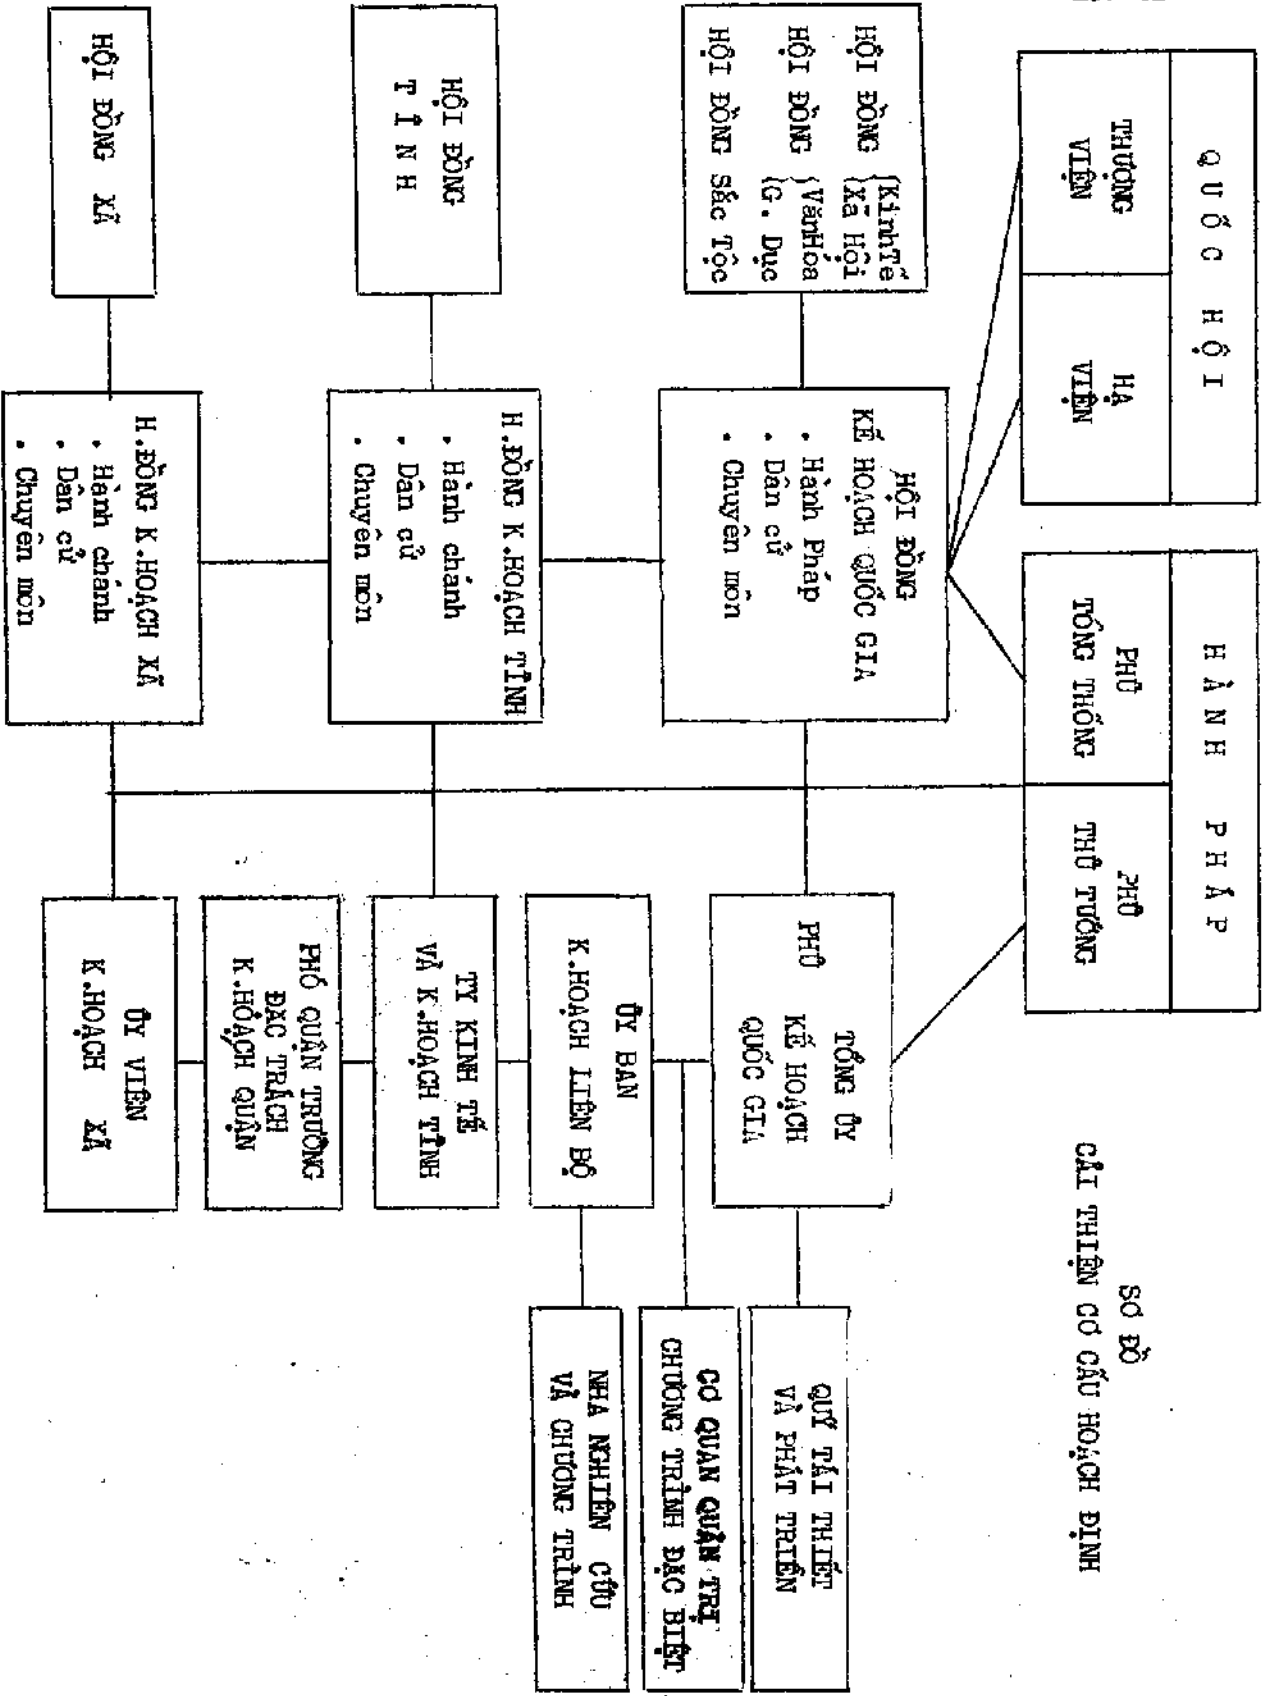 SƠ ĐỒ
CẢI THIỆN CƠ CẤU HOẠCH ĐỊNH
QUỐC HỘI
THƯỢNG
VIỆN
HẠ
VIỆN
HÀNH PHÁP
PHỦ
TỔNG THỐNG
PHỦ
THỦ TƯỚNG
HỘI ĐỒNG {KinhTế
{Xã Hội
HỘI ĐỒNG {VănHóa
{G. Dục
HỘI ĐỒNG Sắc Tộc
HỘI ĐỒNG
KẾ HOẠCH QUỐC GIA
. Hành Pháp
. Dân cử
. Chuyên môn
PHỦ
TỔNG ỦY
KẾ HOẠCH
QUỐC GIA
QUỸ TÁI THIẾT
VÀ PHÁT TRIỂN
CƠ QUAN QUẢN TRỊ
CHƯƠNG TRÌNH ĐẶC BIỆT
ỦY BAN
K.HOẠCH LIÊN BỘ
NHA NGHIÊN CỨU
VÀ CHƯƠNG TRÌNH
HỘI ĐỒNG
TỈNH
H.ĐỒNG K.HOẠCH TỈNH
. Hành chánh
. Dân cử
. Chuyên môn
TY KINH TẾ
VÀ K.HOẠCH TỈNH
PHÓ QUẬN TRƯỞNG
ĐẶC TRÁCH
K.HOẠCH QUẬN
HỘI ĐỒNG XÃ
H.ĐỒNG K.HOẠCH XÃ
. Hành chánh
. Dân cử
. Chuyên môn
ỦY VIÊN
K.HOẠCH XÃ